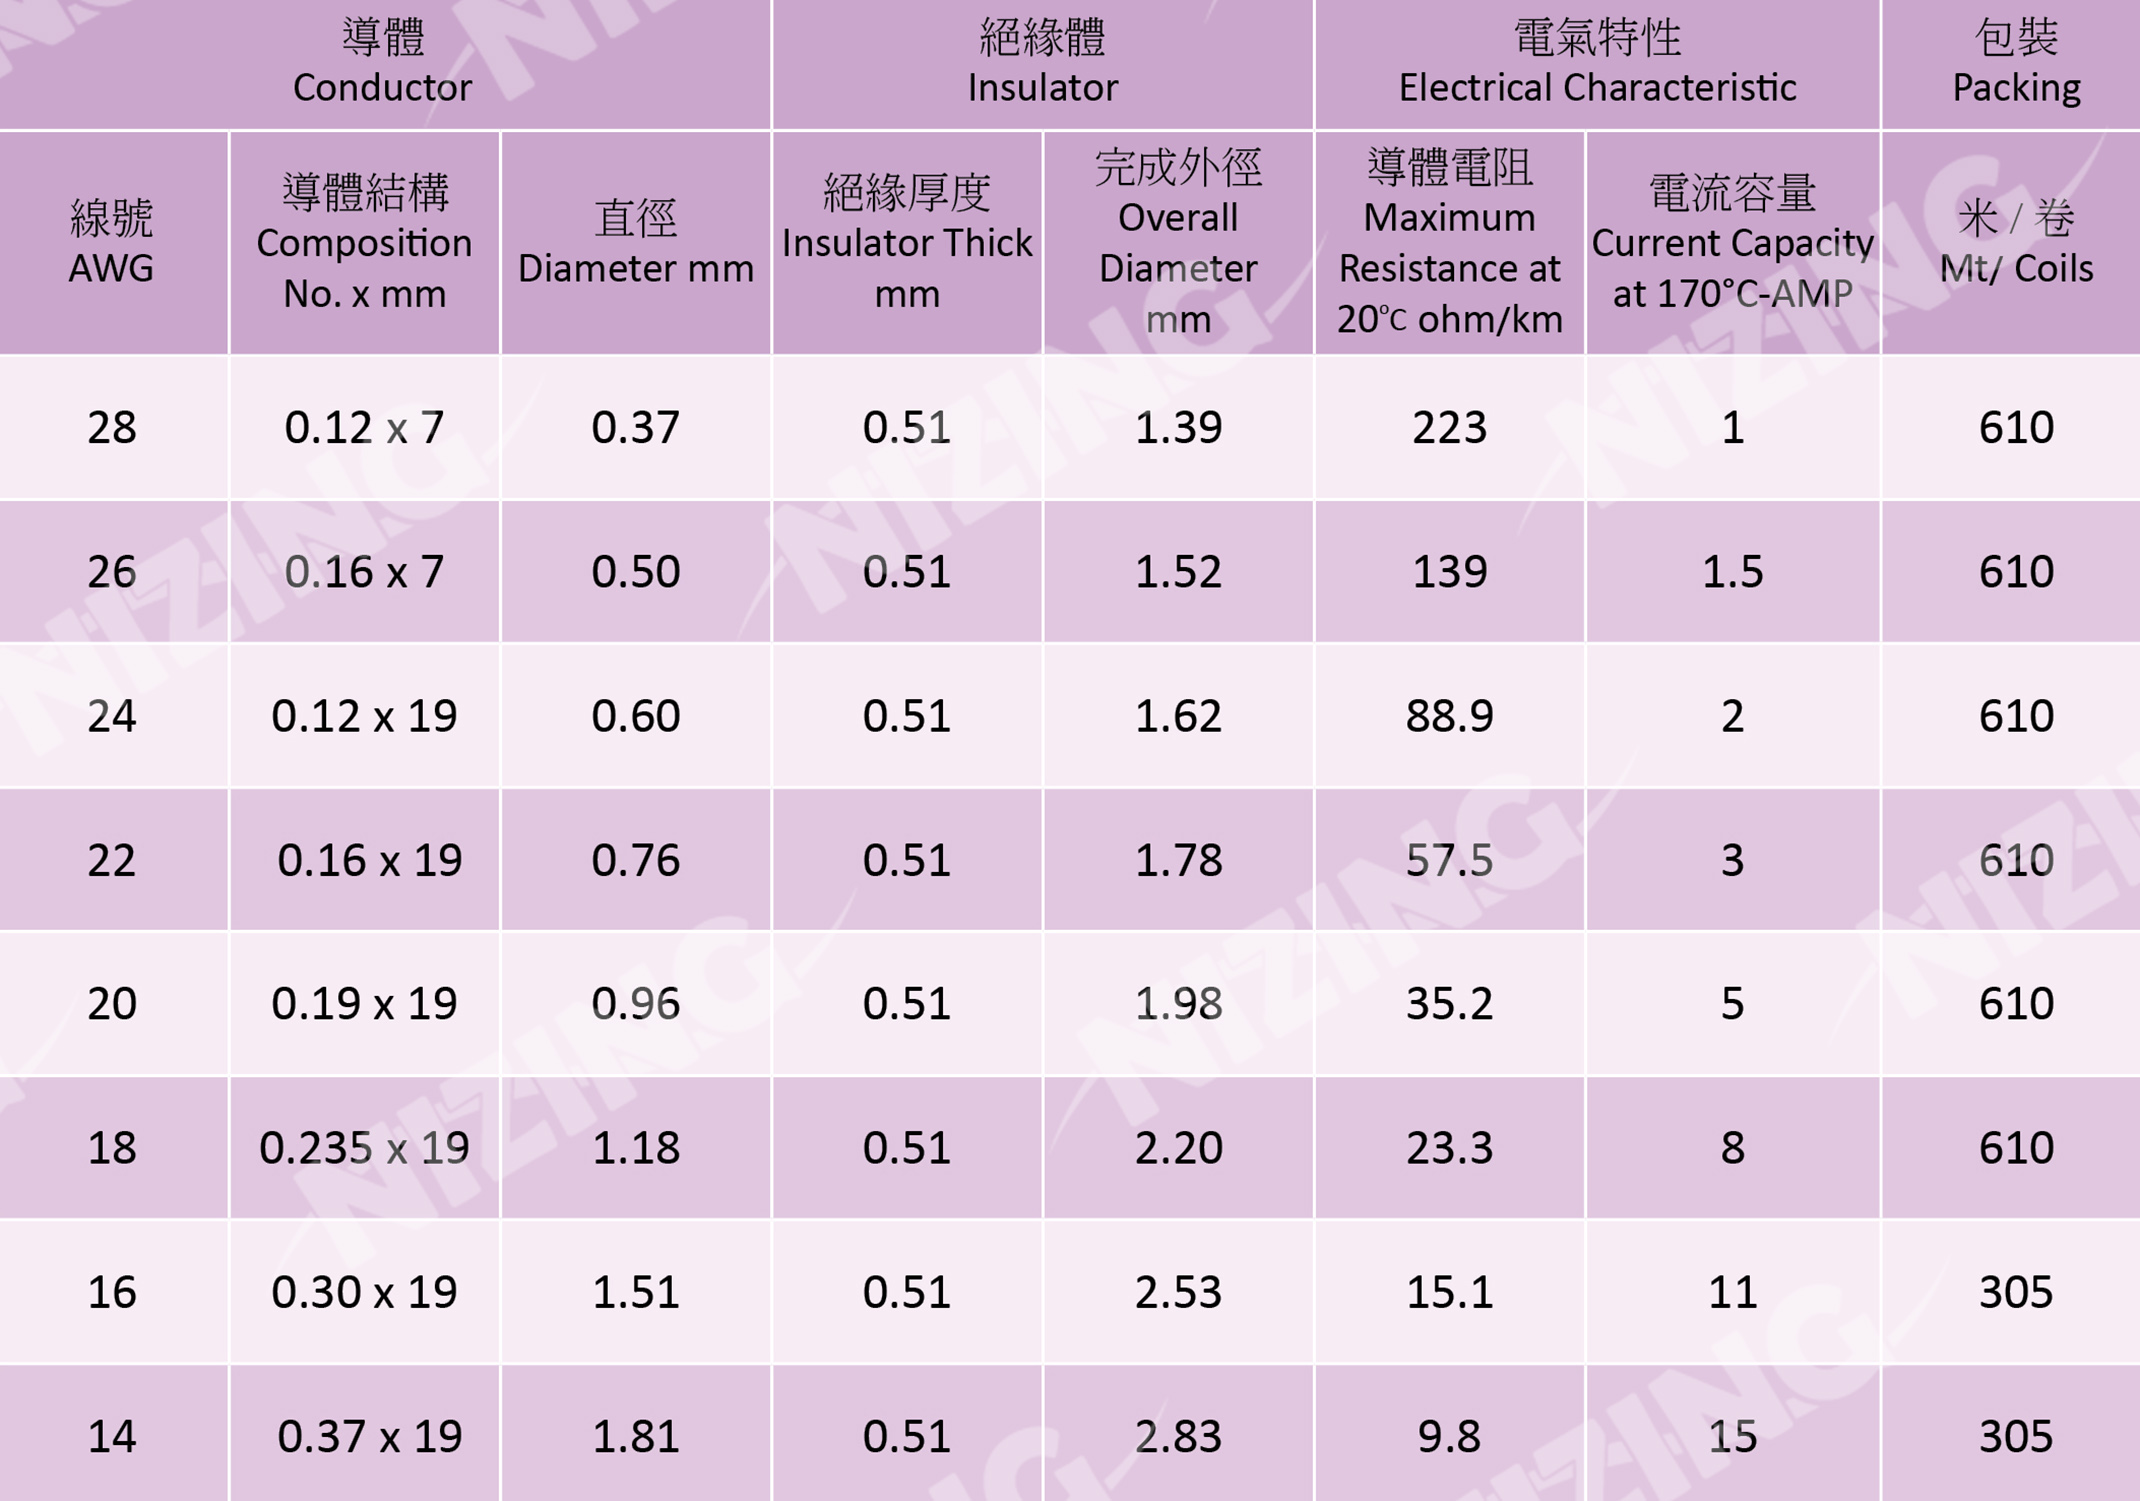 導體
Conductor
絕緣體
Insulator
電氣特性
Electrical Characteristic
包裝
Packing
線號
AWG
導體結構
Composition
No. x mm
直徑
Diameter mm
絕緣厚度
Insulator Thick
mm
完成外徑
Overall
Diameter
mm
導體電阻
Maximum
Resistance at
20°C ohm/km
電流容量
Current Capacity
at 170°C-AMP
米 / 卷
Mt/ Coils
28 0.12 x 7 0.37 0.51 1.39 223 1 610
26 0.16 x 7 0.50 0.51 1.52 139 1.5 610
24 0.12 x 19 0.60 0.51 1.62 88.9 2 610
22 0.16 x 19 0.76 0.51 1.78 57.5 3 610
20 0.19 x 19 0.96 0.51 1.98 35.2 5 610
18 0.235 x 19 1.18 0.51 2.20 23.3 8 610
16 0.30 x 19 1.51 0.51 2.53 15.1 11 305
14 0.37 x 19 1.81 0.51 2.83 9.8 15 305
NIZING
NIZING
NIZING
NIZING
NIZING
NIZING
NIZING
NIZING